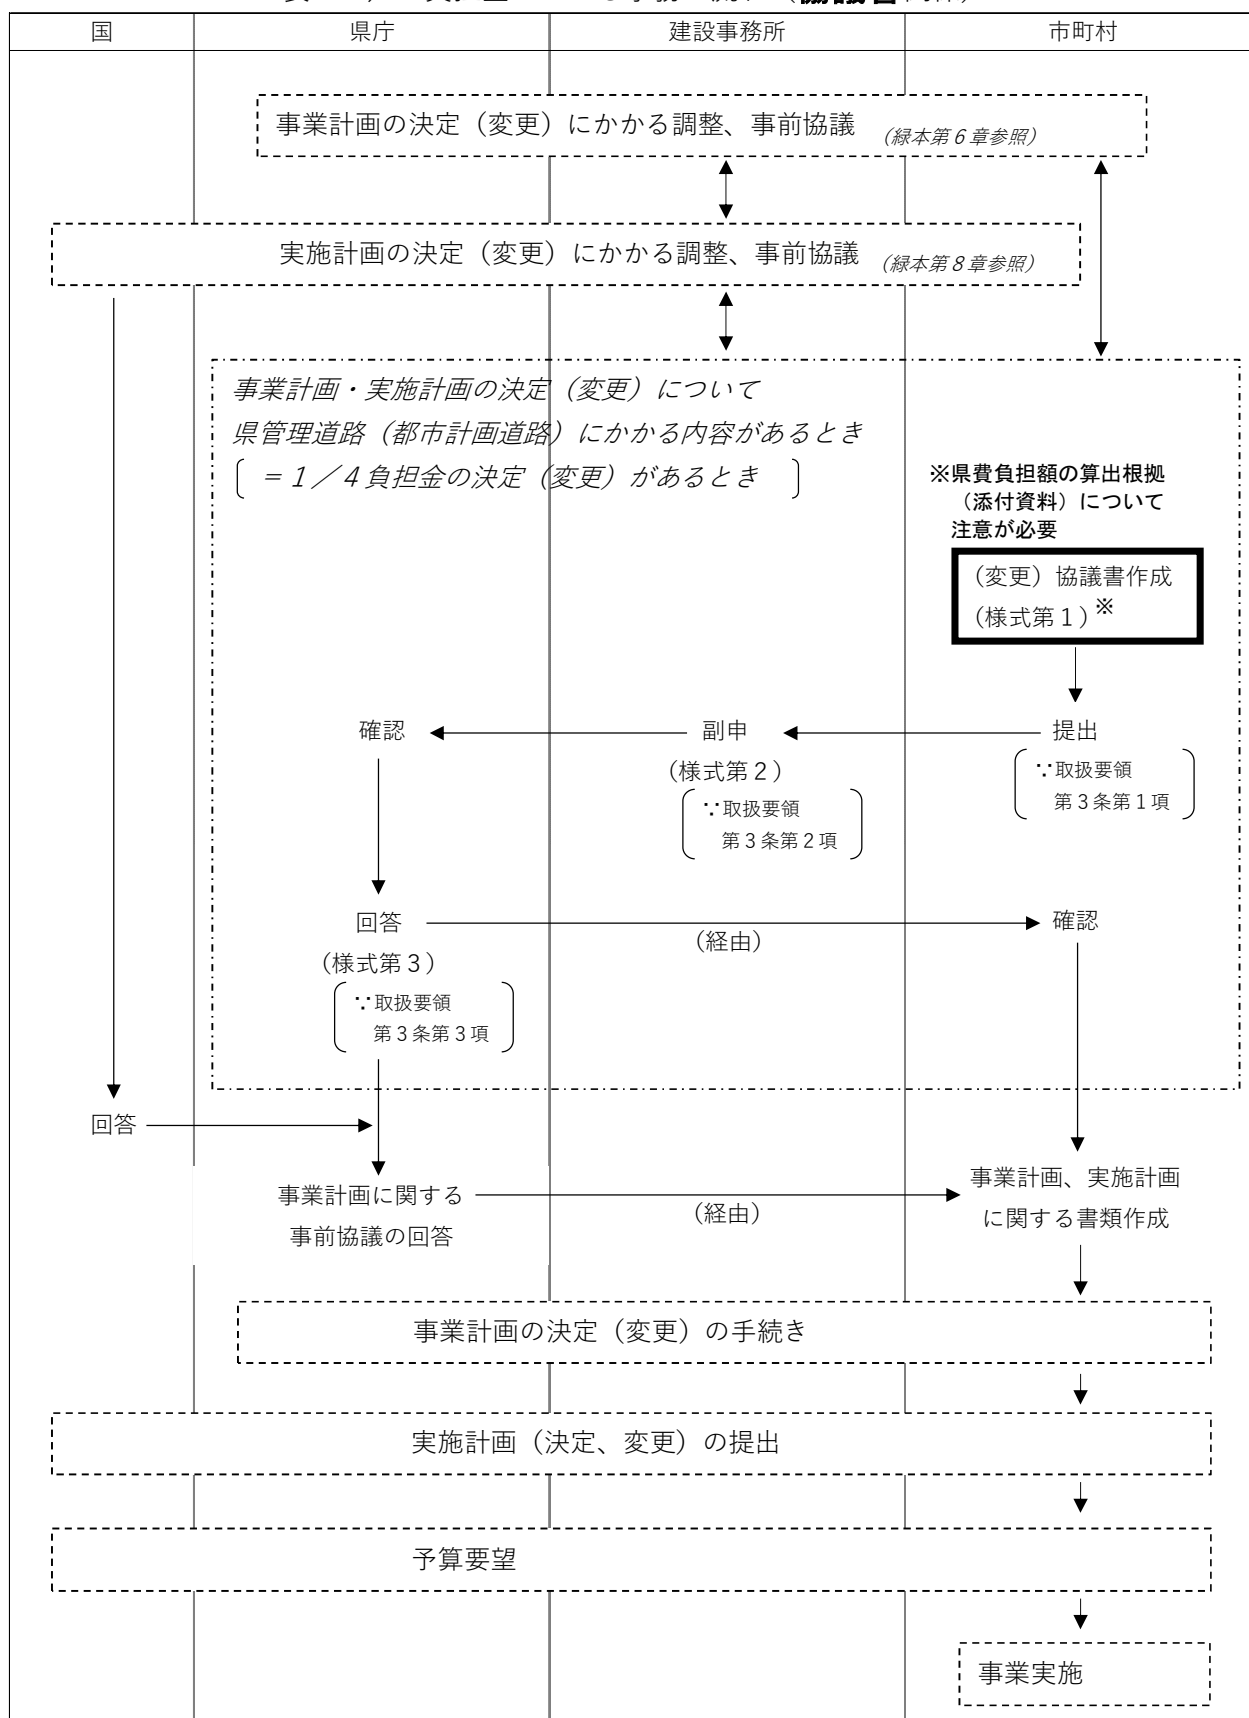 (協議書
国 県庁 建設事務所 市町村
事業計画の決定（変更）にかかる調整、事前協議 （緑本第６章参照）
実施計画の決定（変更）にかかる調整、事前協議 （緑本第８章参照）
事業計画・実施計画の決定（変更）について
県管理道路（都市計画道路）にかかる内容があるとき
＝１／４負担金の決定（変更）があるとき
※県費負担額の算出根拠
（添付資料）について
注意が必要
（変更）協議書作成
（様式第１）※
確認 副申 提出
（様式第２）
∵取扱要領
第３条第１項
∵取扱要領
第３条第２項
回答 （経由） 確認
（様式第３）
∵取扱要領
第３条第３項
回答
事業計画に関する
事前協議の回答
（経由）
事業計画、実施計画
に関する書類作成
事業計画の決定（変更）の手続き
実施計画（決定、変更）の提出
予算要望
事業実施